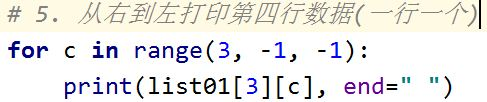 # 5. 从右到左打印第四行数据(一行一个)
for c in range(3, -1, -1):
    print(list01[3][c], end=" ")